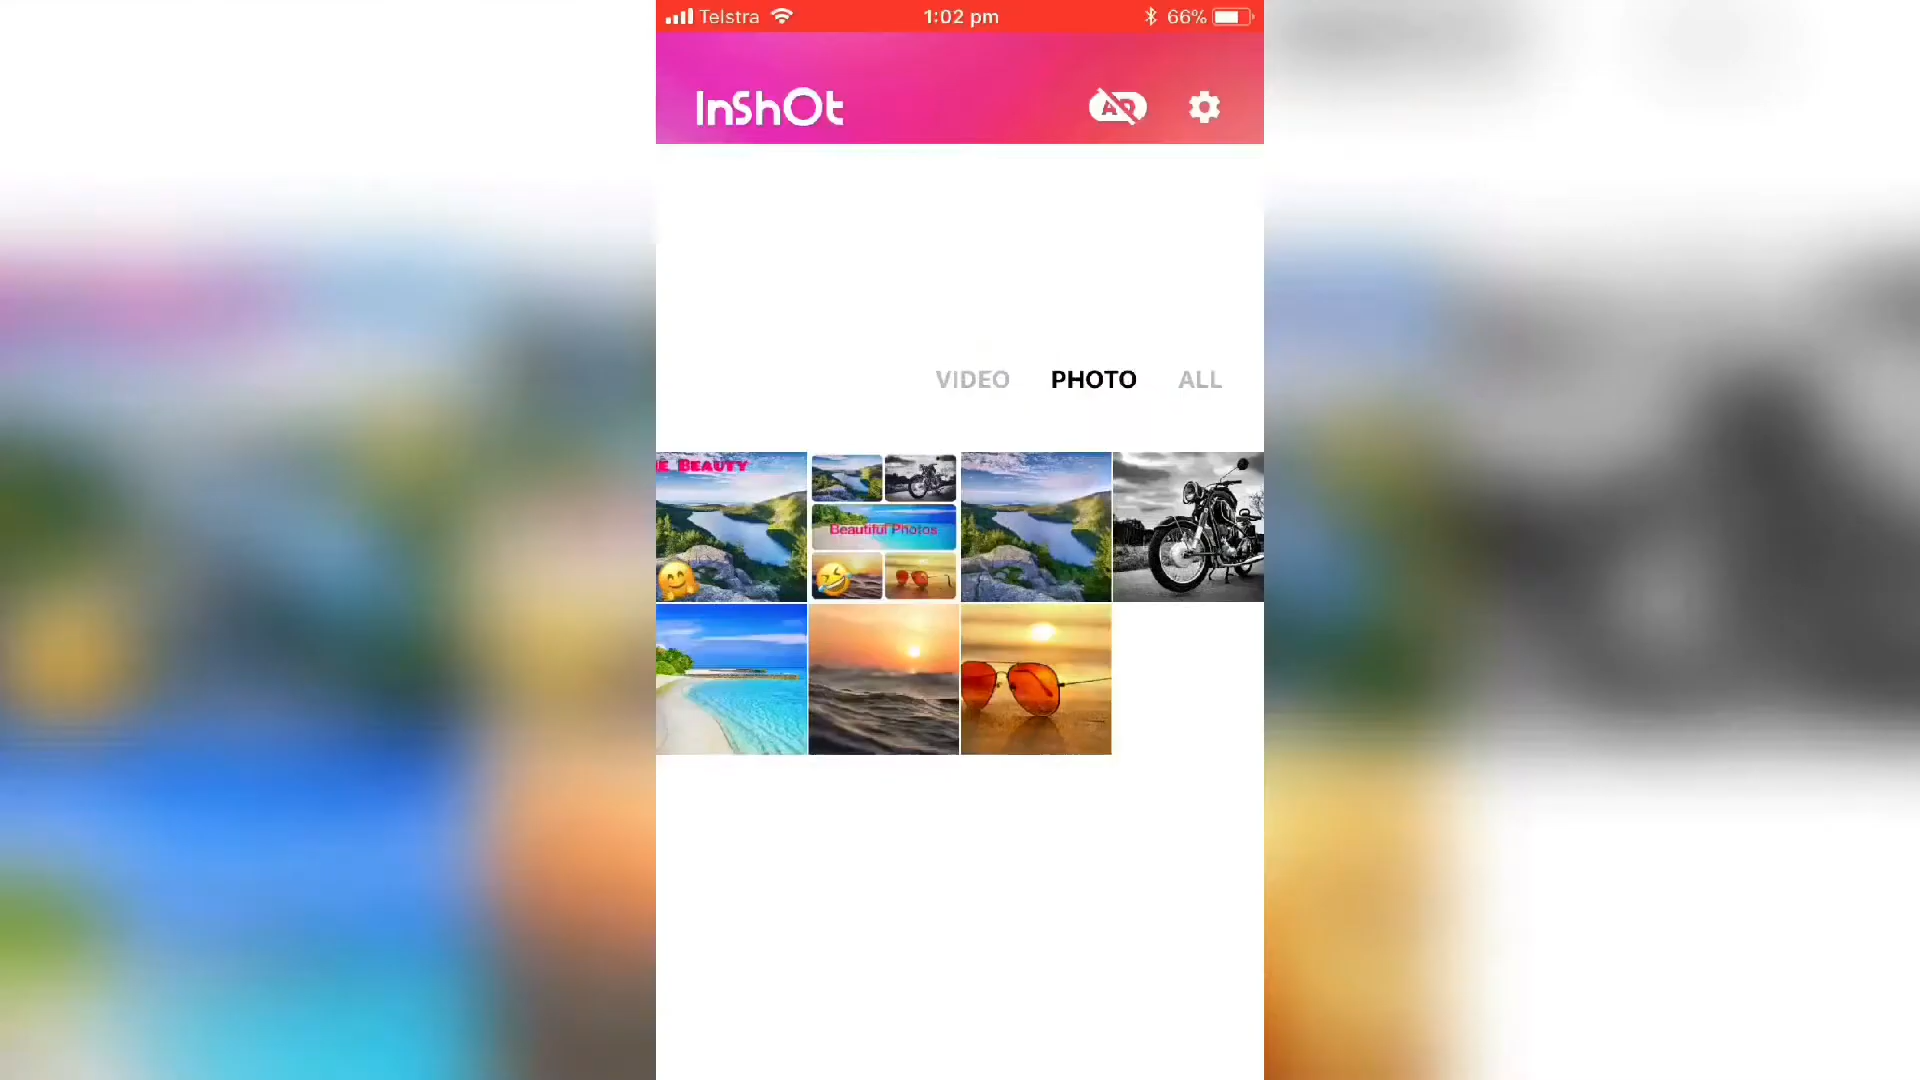 Telstra 1:02 pm 66%
InShOt AD
VIDEO PHOTO ALL
E BEAUTY
Beautiful Photos